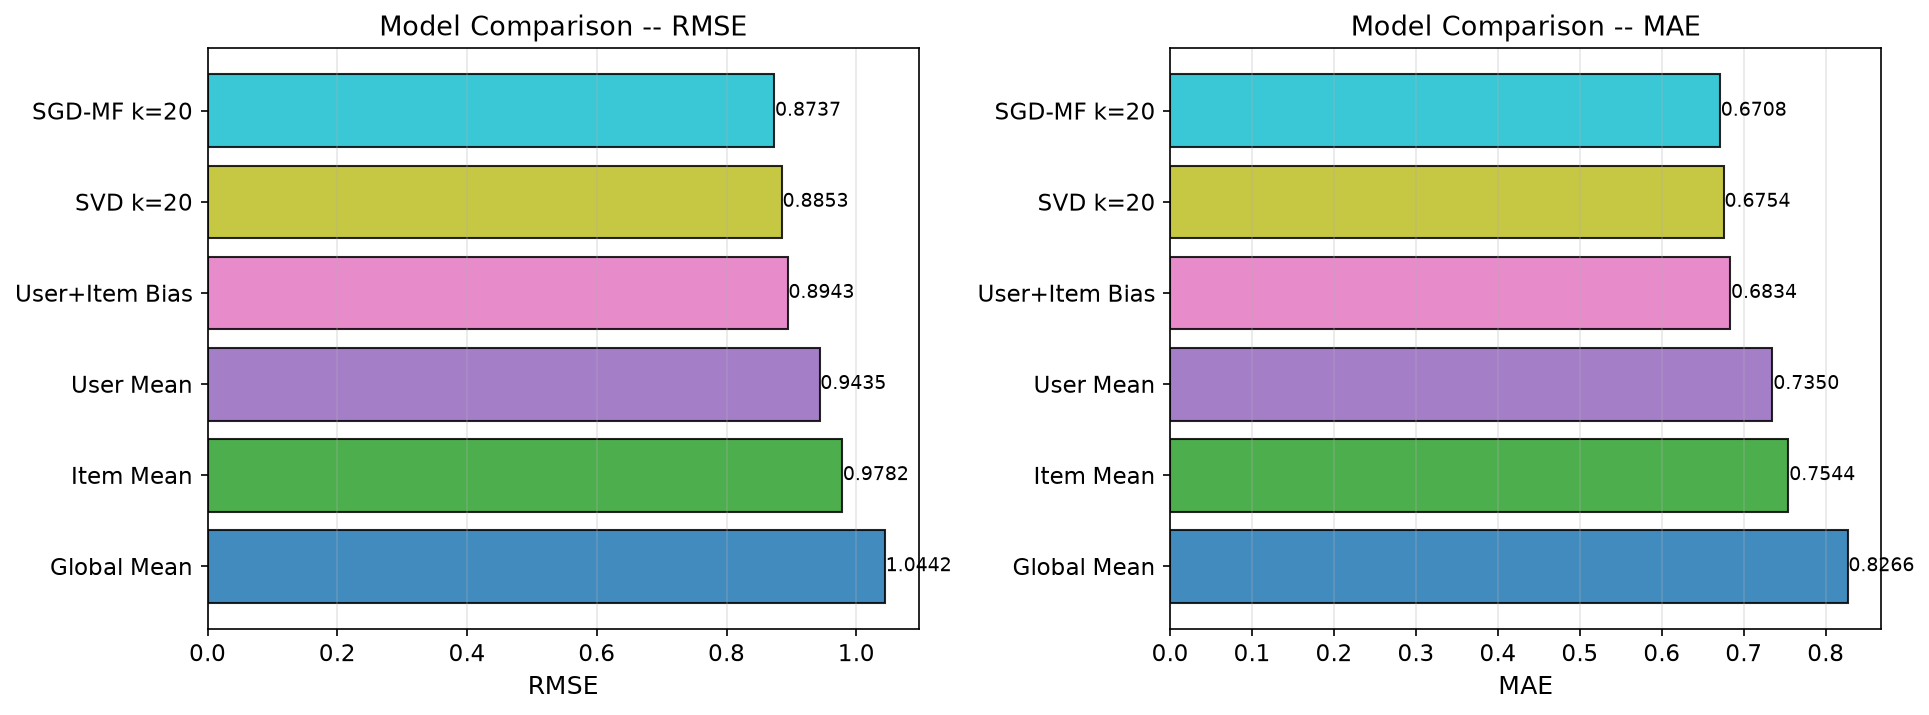 Model Comparison -- RMSE
SGD-MF k=20
0.8737
SVD k=20
0.8853
User+Item Bias
0.8943
User Mean
0.9435
Item Mean
0.9782
Global Mean
1.0442
0.0 0.2 0.4 0.6 0.8 1.0
RMSE
Model Comparison -- MAE
SGD-MF k=20
0.6708
SVD k=20
0.6754
User+Item Bias
0.6834
User Mean
0.7350
Item Mean
0.7544
Global Mean
0.8266
0.0 0.1 0.2 0.3 0.4 0.5 0.6 0.7 0.8
MAE